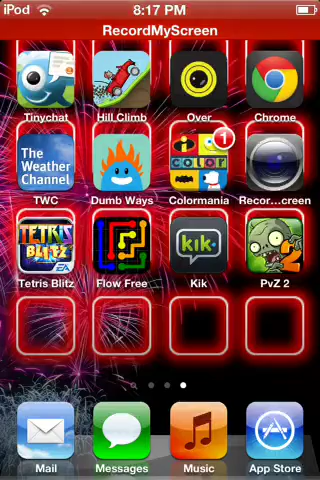 iPod 8:17 PM
RecordMyScreen
Tinychat Hill Climb Over Chrome
The Weather Channel
COLOR
1
TWC Dumb Ways Colormania Recor...creen
TETRIS
BLITZ
EA
kik·
2
Tetris Blitz Flow Free Kik PvZ 2
Mail Messages Music App Store